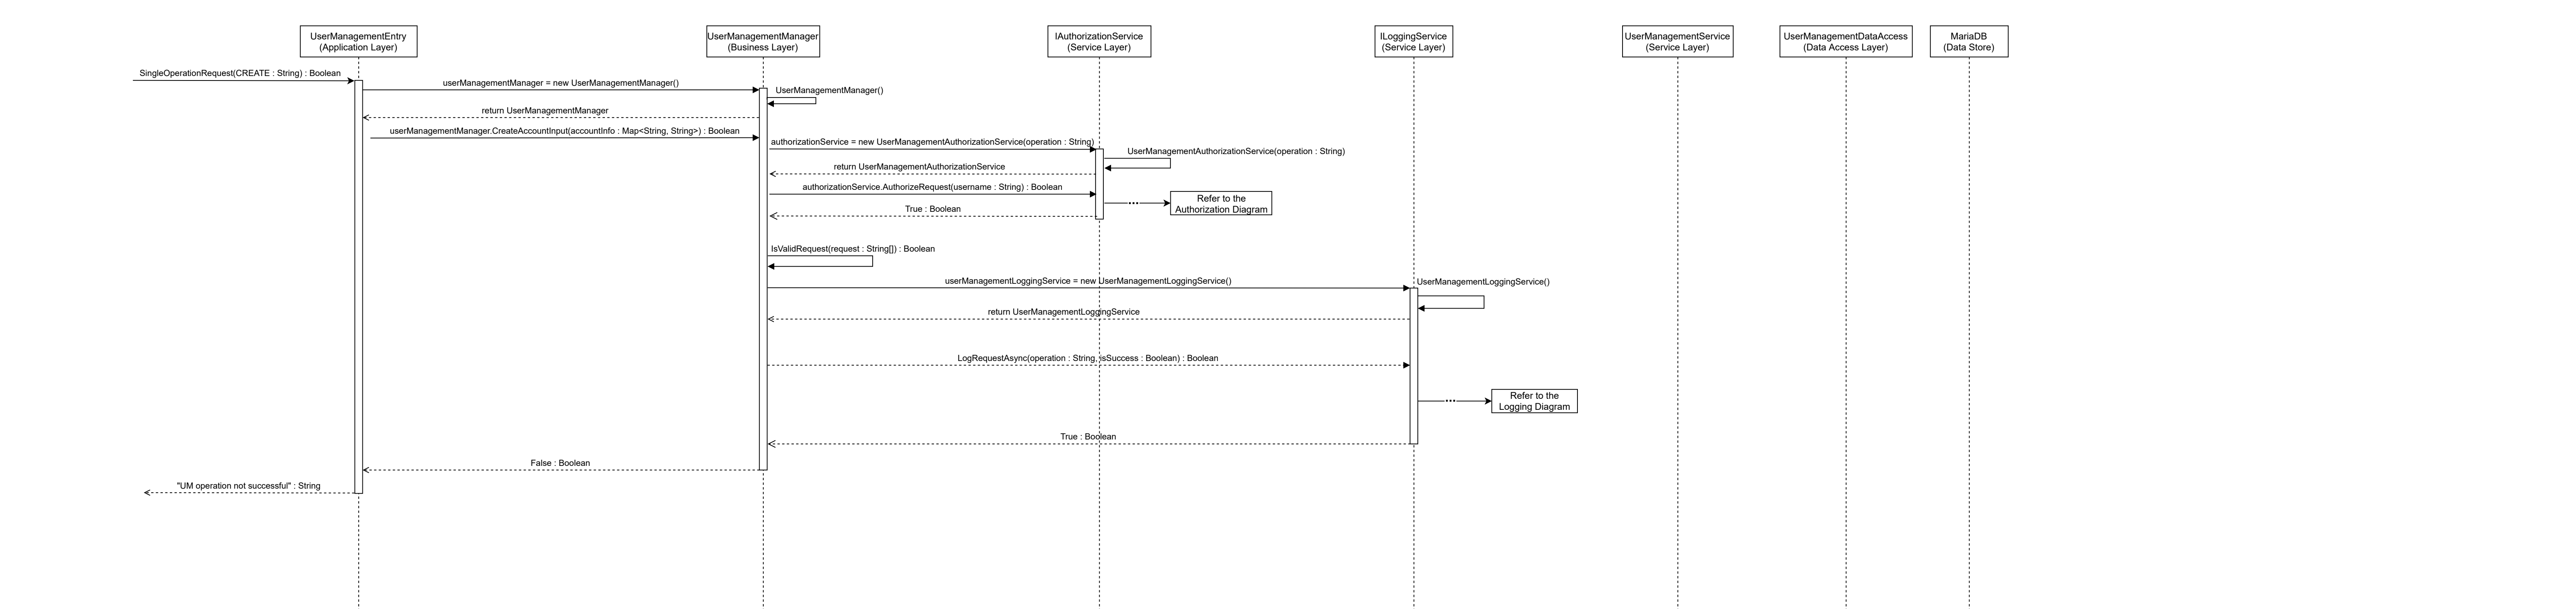 UserManagementEntry
(Application Layer)
UserManagementManager
(Business Layer)
IAuthorizationService
(Service Layer)
ILoggingService
(Service Layer)
UserManagementService
(Service Layer)
UserManagementDataAccess
(Data Access Layer)
MariaDB
(Data Store)
SingleOperationRequest(CREATE : String) : Boolean
userManagementManager = new UserManagementManager()
UserManagementManager()
return UserManagementManager
userManagementManager.CreateAccountInput(accountInfo : Map<String, String>) : Boolean
authorizationService = new UserManagementAuthorizationService(operation : String)
UserManagementAuthorizationService(operation : String)
return UserManagementAuthorizationService
authorizationService.AuthorizeRequest(username : String) : Boolean
Refer to the
Authorization Diagram
True : Boolean
IsValidRequest(request : String[]) : Boolean
userManagementLoggingService = new UserManagementLoggingService()
UserManagementLoggingService()
return UserManagementLoggingService
LogRequestAsync(operation : String, isSuccess : Boolean) : Boolean
Refer to the
Logging Diagram
True : Boolean
False : Boolean
"UM operation not successful" : String